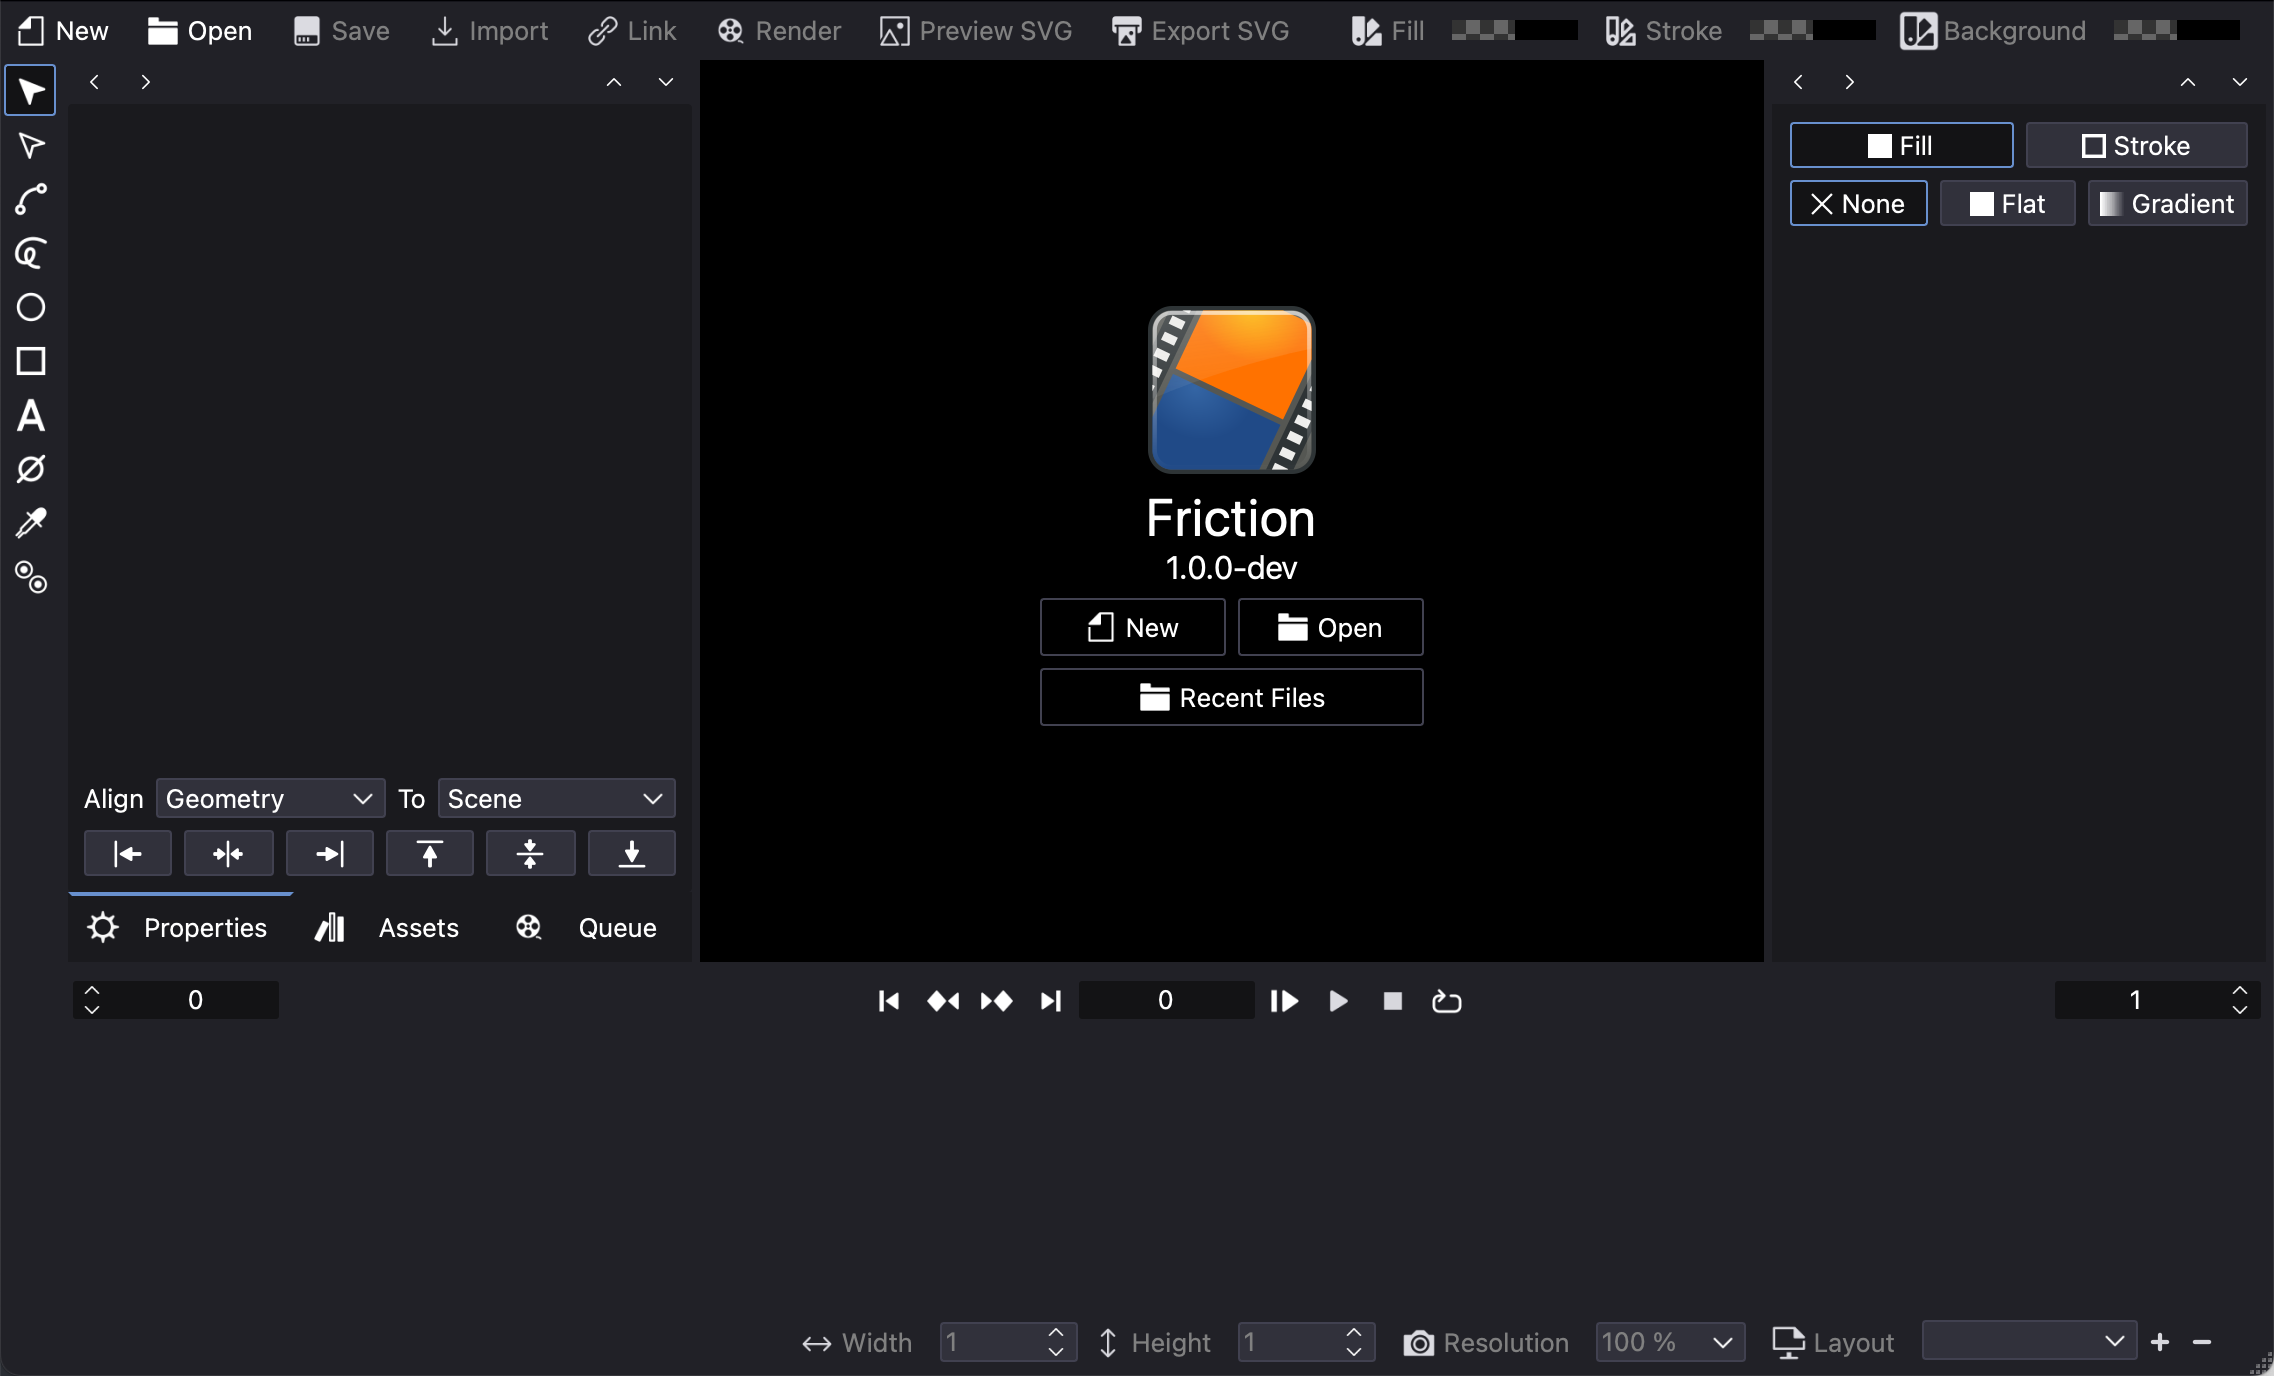 New Open Save Import Link Render Preview SVG Export SVG Fill Stroke Background
Fill Stroke
None Flat Gradient
Friction
1.0.0-dev
New Open
Recent Files
Align Geometry To Scene
Properties Assets Queue
0 0 1
Width 1 Height 1 Resolution 100 % Layout